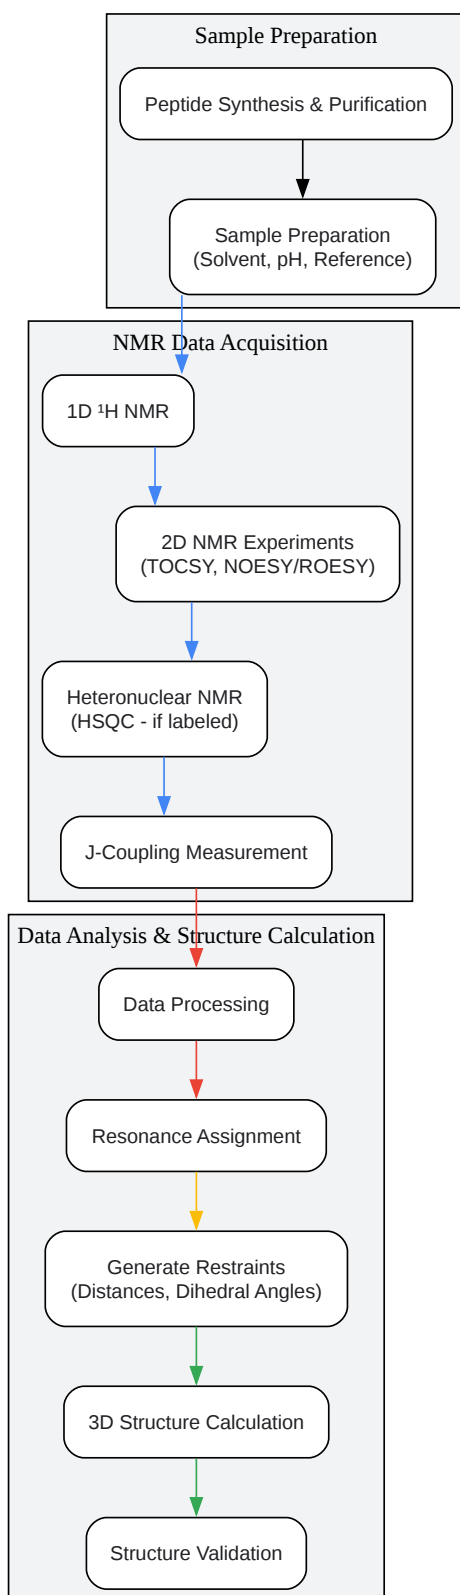 Sample Preparation
Peptide Synthesis & Purification
Sample Preparation
(Solvent, pH, Reference)
NMR Data Acquisition
1D ¹H NMR
2D NMR Experiments
(TOCSY, NOESY/ROESY)
Heteronuclear NMR
(HSQC - if labeled)
J-Coupling Measurement
Data Analysis & Structure Calculation
Data Processing
Resonance Assignment
Generate Restraints
(Distances, Dihedral Angles)
3D Structure Calculation
Structure Validation